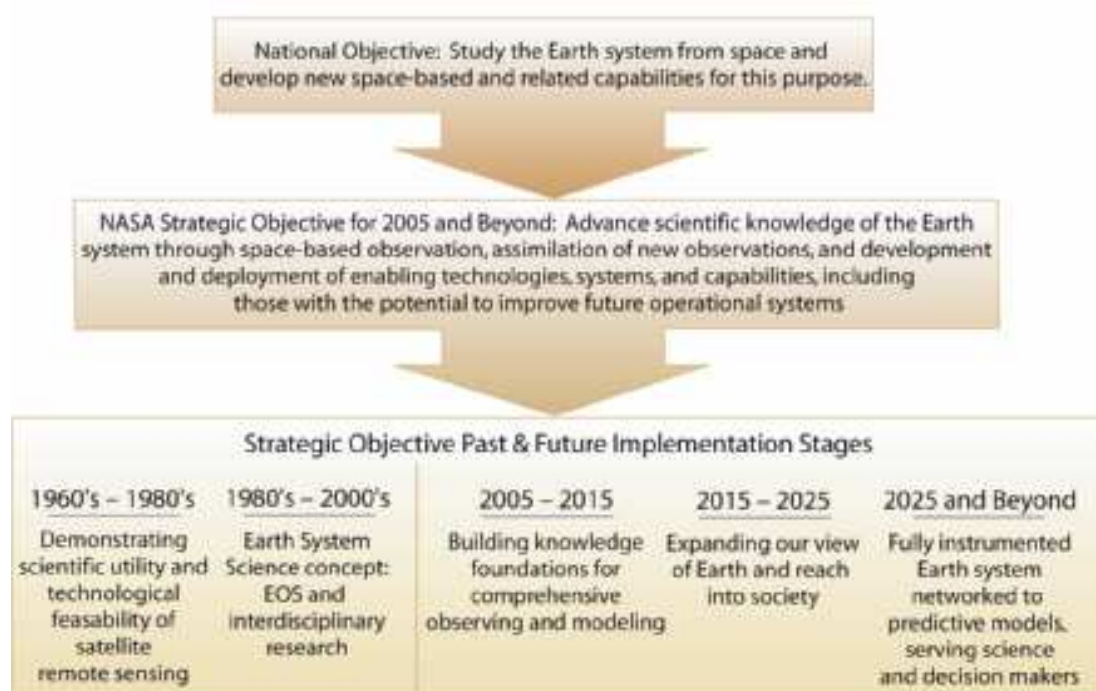 National Objective: Study the Earth system from space and
develop new space-based and related capabilities for this purpose.
NASA Strategic Objective for 2005 and Beyond: Advance scientific knowledge of the Earth
system through space-based observation, assimilation of new observations, and development
and deployment of enabling technologies, systems, and capabilities, including
those with the potential to improve future operational systems
Strategic Objective Past & Future Implementation Stages
1960's – 1980's
Demonstrating
scientific utility and
technological
feasability of
satellite
remote sensing
1980's – 2000's
Earth System
Science concept:
EOS and
interdisciplinary
research
2005 – 2015
Building knowledge
foundations for
comprehensive
observing and modeling
2015 – 2025
Expanding our view
of Earth and reach
into society
2025 and Beyond
Fully instrumented
Earth system
networked to
predictive models,
serving science
and decision makers